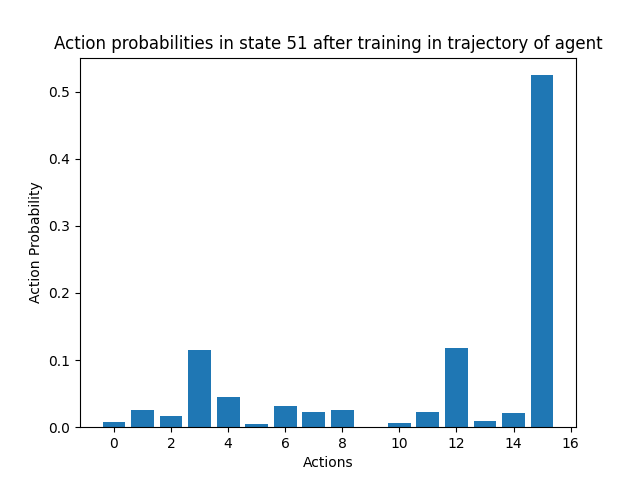 Action probabilities in state 51 after training in trajectory of agent
Action Probability
0.5
0.4
0.3
0.2
0.1
0.0
0 2 4 6 8 10 12 14 16
Actions